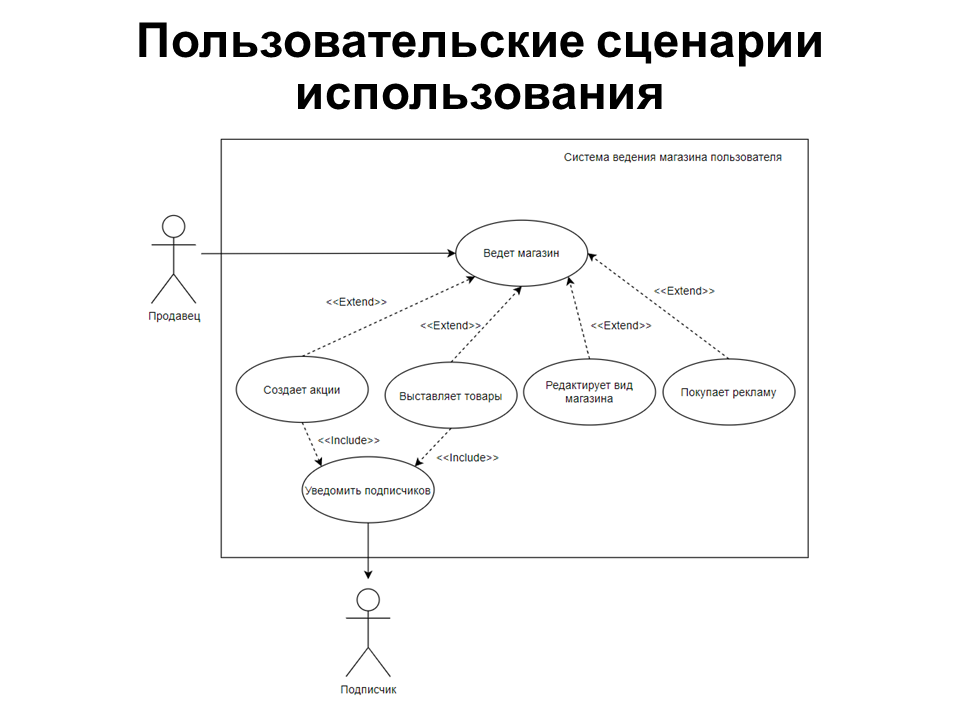 Пользовательские сценарии
использования
Система ведения магазина пользователя
Ведет магазин
Продавец
<<Extend>>
<<Extend>>
<<Extend>>
<<Extend>>
Создает акции
Выставляет товары
Редактирует вид
магазина
Покупает рекламу
<<Include>>
<<Include>>
Уведомить подписчиков
Подписчик